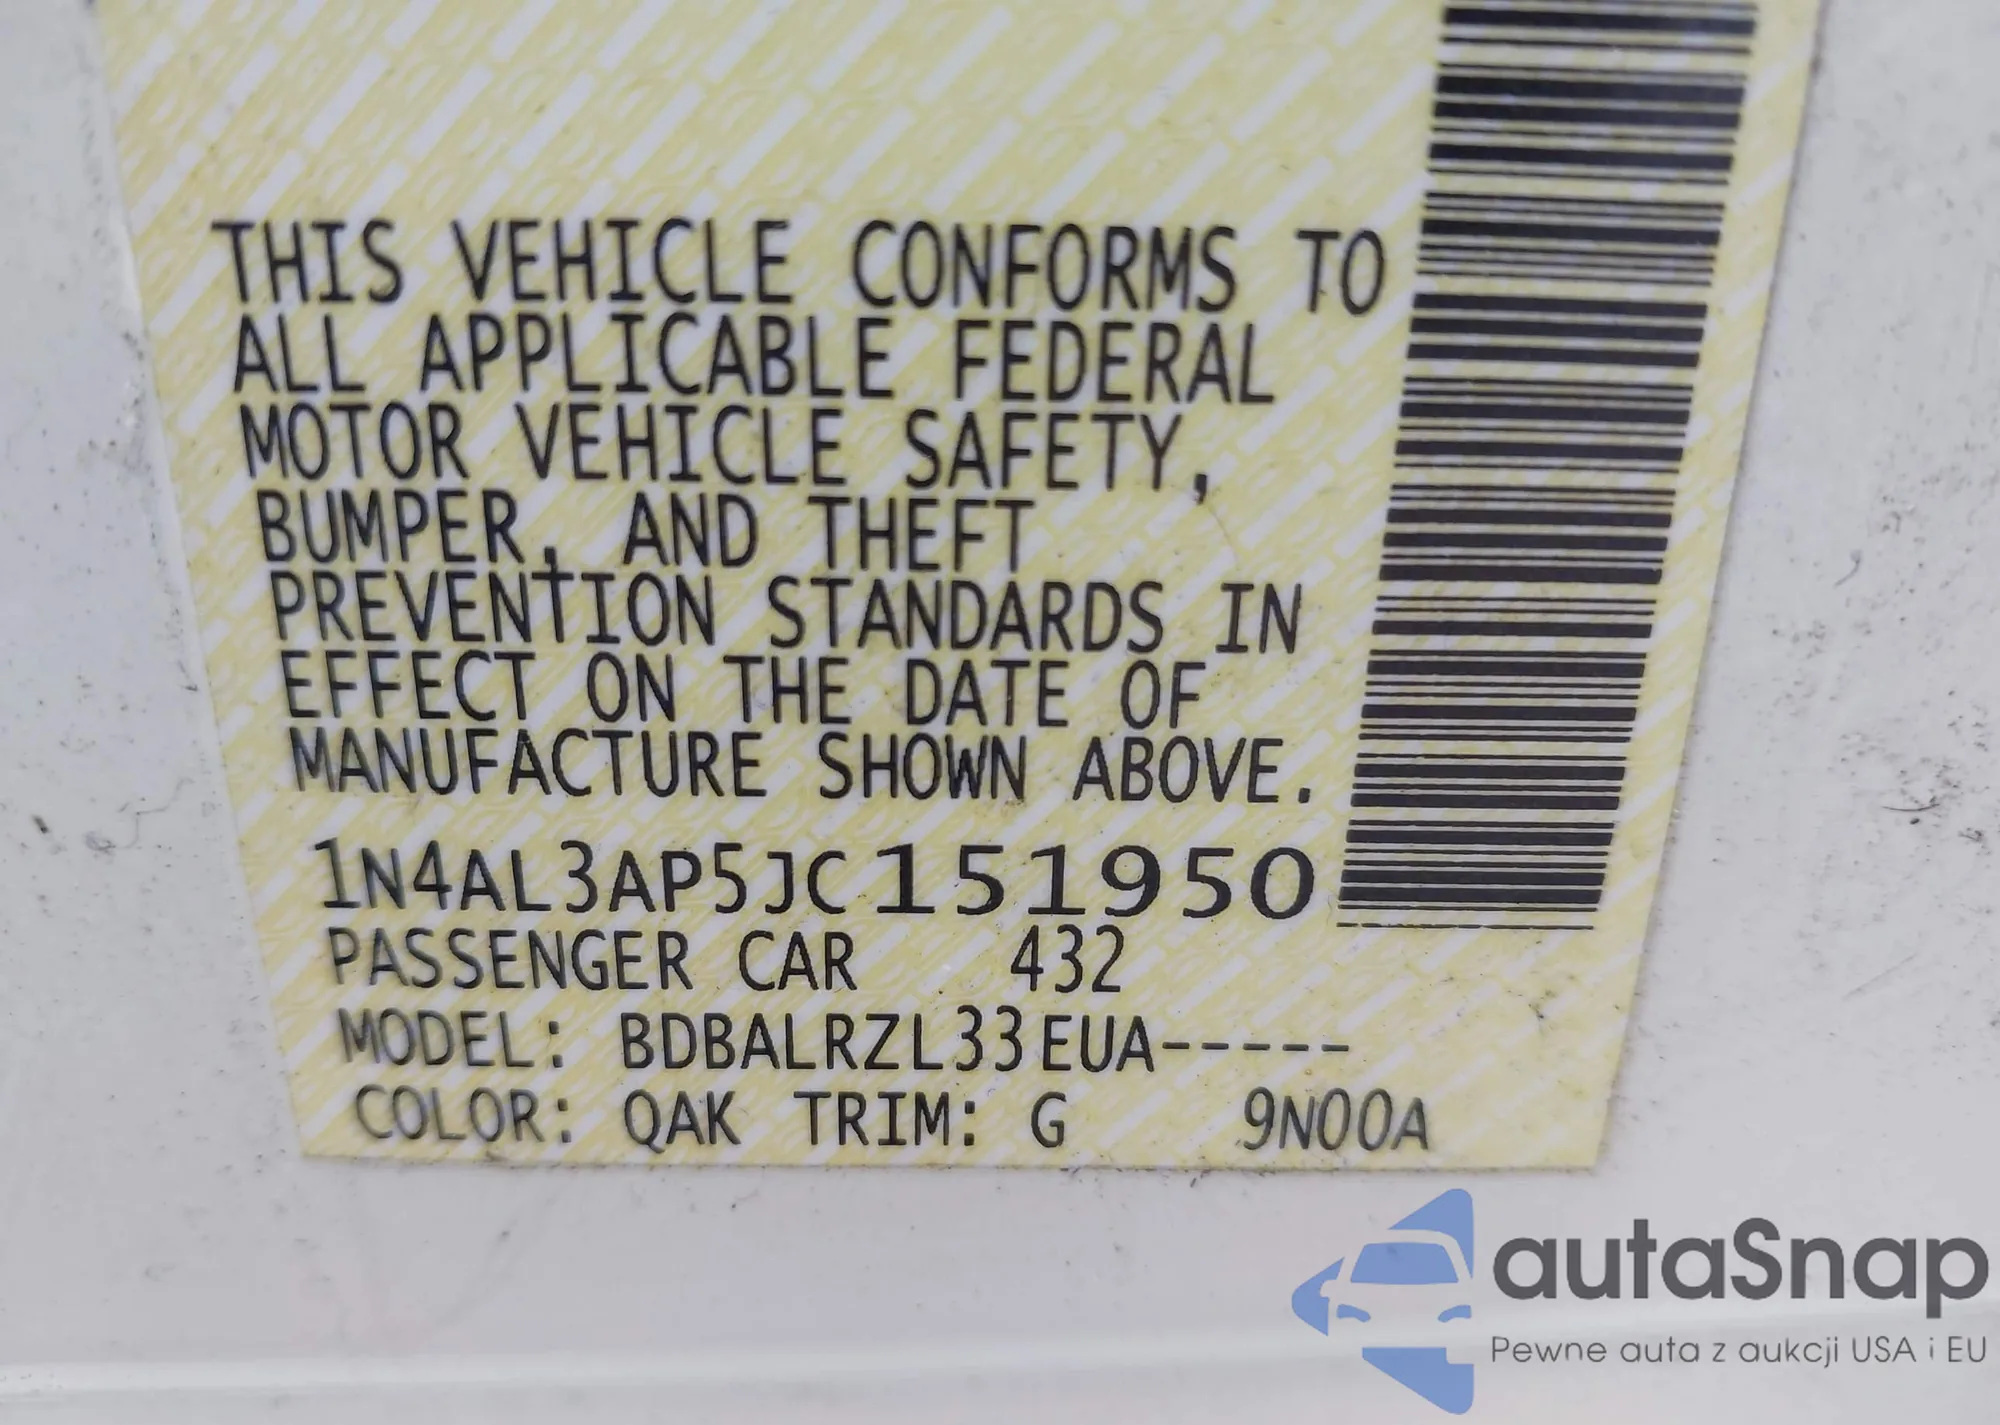 THIS VEHICLE CONFORMS TO
ALL APPLICABLE FEDERAL
MOTOR VEHICLE SAFETY,
BUMPER, AND THEFT
PREVENTION STANDARDS IN
EFFECT ON THE DATE OF
MANUFACTURE SHOWN ABOVE.
1N4AL3AP5JC151950
PASSENGER CAR 432
MODEL: BDBALRZL33EUA-----
COLOR: QAK TRIM: G 9N00A
autaSnap
Pewne auta z aukcji USA i EU